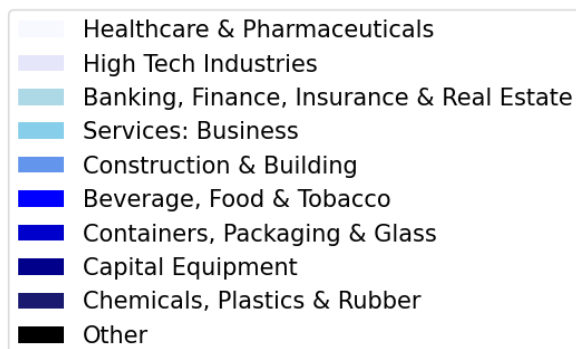 Healthcare & Pharmaceuticals
High Tech Industries
Banking, Finance, Insurance & Real Estate
Services: Business
Construction & Building
Beverage, Food & Tobacco
Containers, Packaging & Glass
Capital Equipment
Chemicals, Plastics & Rubber
Other